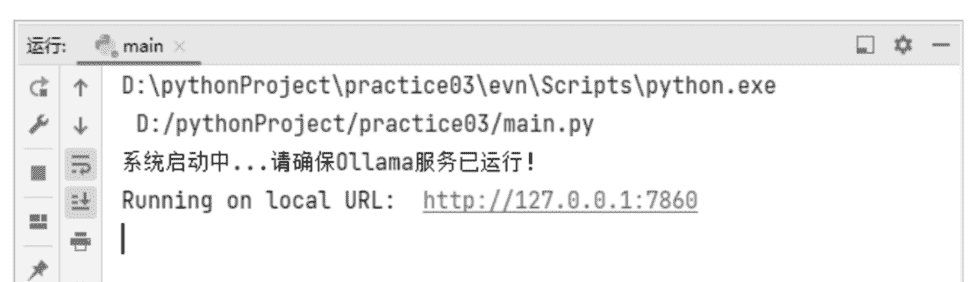 运行: main
D:\pythonProject\practice03\evn\Scripts\python.exe
D:/pythonProject/practice03/main.py
系统启动中...请确保Ollama服务已运行!
Running on local URL: http://127.0.0.1:7860